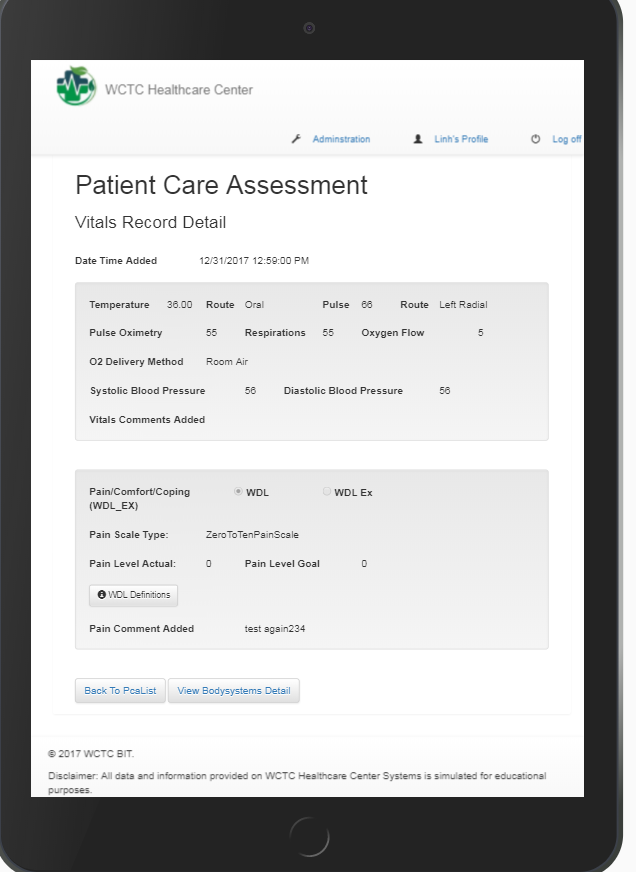 WCTC Healthcare Center
Adminstration Linh's Profile Log off
Patient Care Assessment
Vitals Record Detail
Date Time Added 12/31/2017 12:59:00 PM
Temperature 36.00 Route Oral Pulse 66 Route Left Radial
Pulse Oximetry 55 Respirations 55 Oxygen Flow 5
O2 Delivery Method Room Air
Systolic Blood Pressure 56 Diastolic Blood Pressure 56
Vitals Comments Added
Pain/Comfort/Coping WDL WDL Ex
(WDL_EX)
Pain Scale Type: ZeroToTenPainScale
Pain Level Actual: 0 Pain Level Goal 0
WDL Definitions
Pain Comment Added test again234
Back To PcaList View Bodysystems Detail
© 2017 WCTC BIT.
Disclaimer: All data and information provided on WCTC Healthcare Center Systems is simulated for educational
purposes.